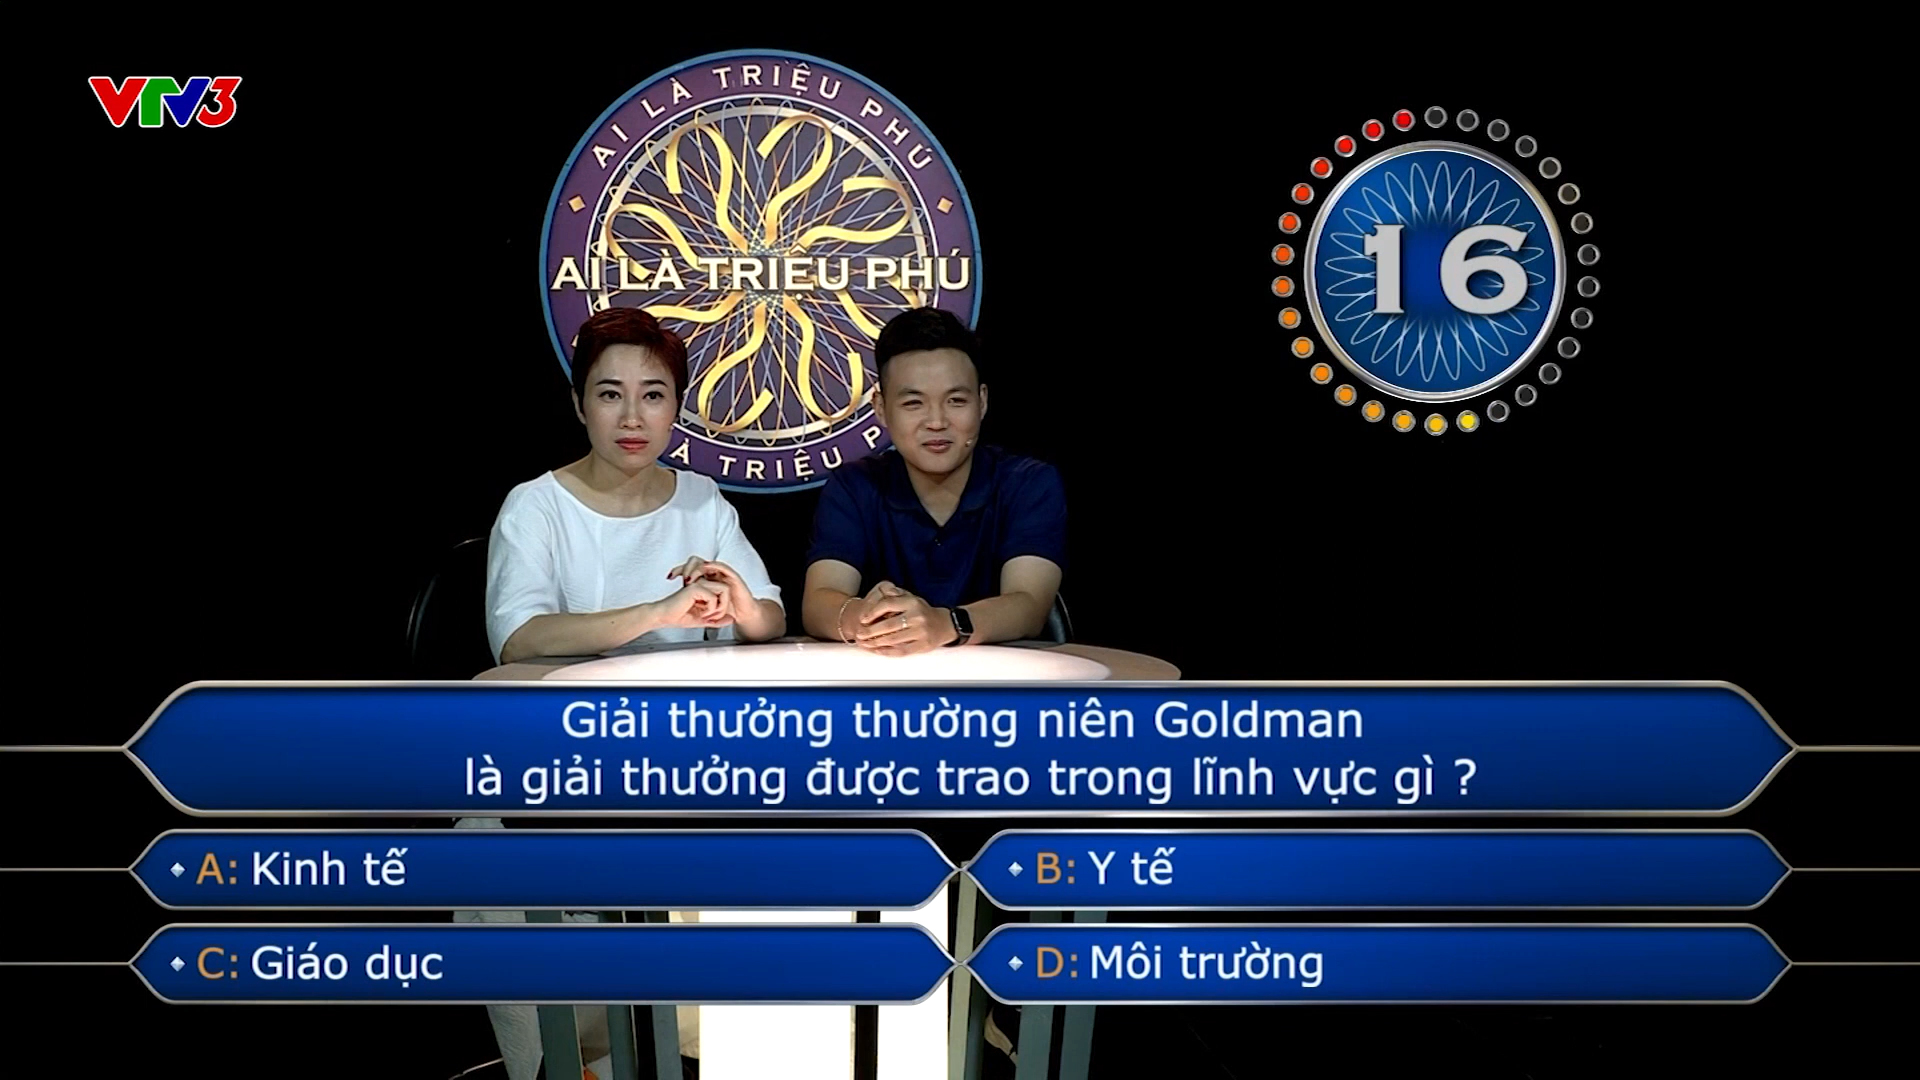 VTV3
AI LÀ TRIỆU PHÚ
AI LÀ TRIỆU PHÚ
À TRIỆU P
16
Giải thưởng thường niên Goldman
là giải thưởng được trao trong lĩnh vực gì ?
A: Kinh tế
B: Y tế
C: Giáo dục
D: Môi trường